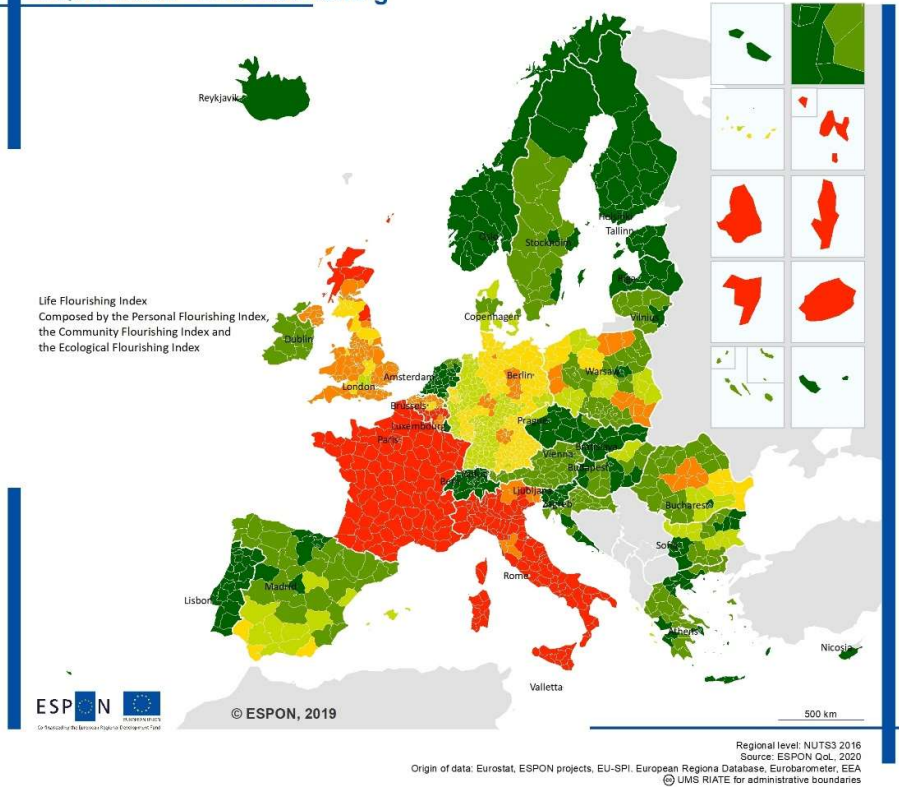 Reykjavik
Oslo
Helsinki
Tallinn
Stockholm
Riga
Life Flourishing Index
Composed by the Personal Flourishing Index,
the Community Flourishing Index and
the Ecological Flourishing Index
Copenhagen
Vilnius
Dublin
Amsterdam
Berlin
Warsaw
London
Brussels
Luxembourg
Prague
Paris
Vienna
Budapest
Ljubljana
Zagreb
Bucharest
Sofia
Madrid
Rome
Lisbon
Athens
Nicosia
Valletta
ESPON
© ESPON, 2019
500 km
Regional level: NUTS3 2016
Source: ESPON QoL, 2020
Origin of data: Eurostat, ESPON projects, EU-SPI. European Regiona Database, Eurobarometer, EEA
UMS RIATE for administrative boundaries